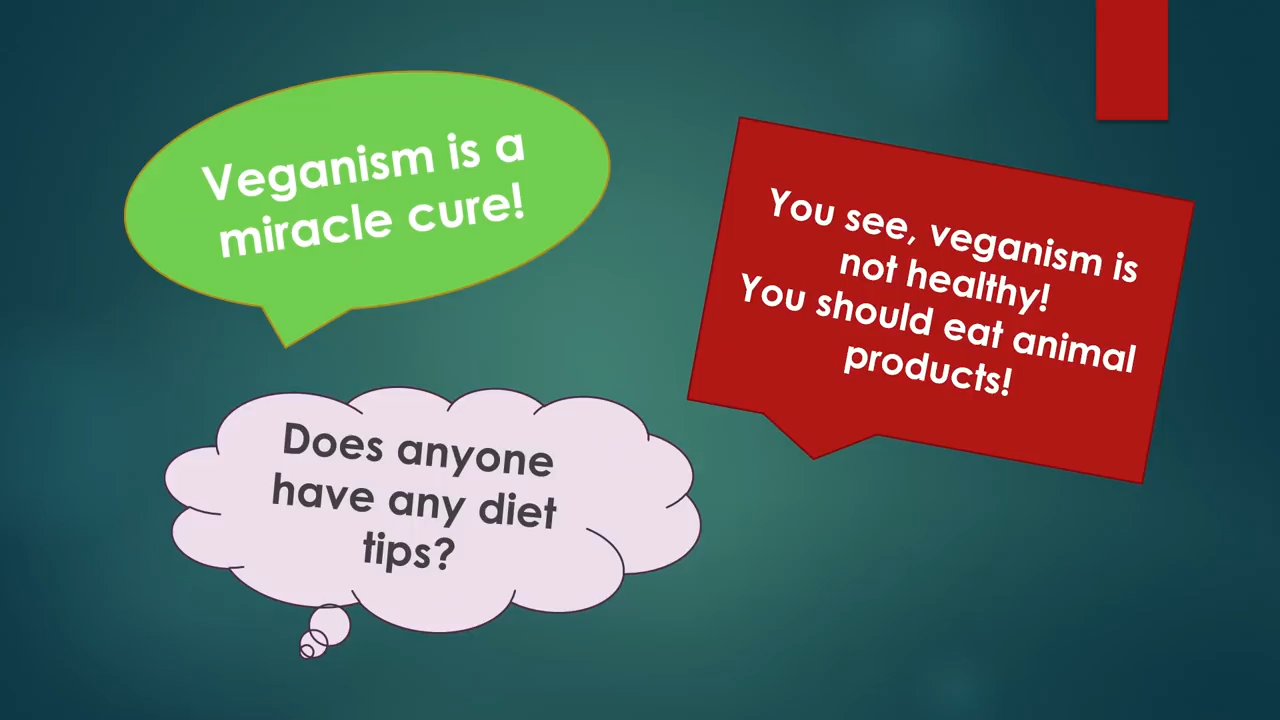 Veganism is a
miracle cure!
You see, veganism is
not healthy!
You should eat animal
products!
Does anyone
have any diet
tips?